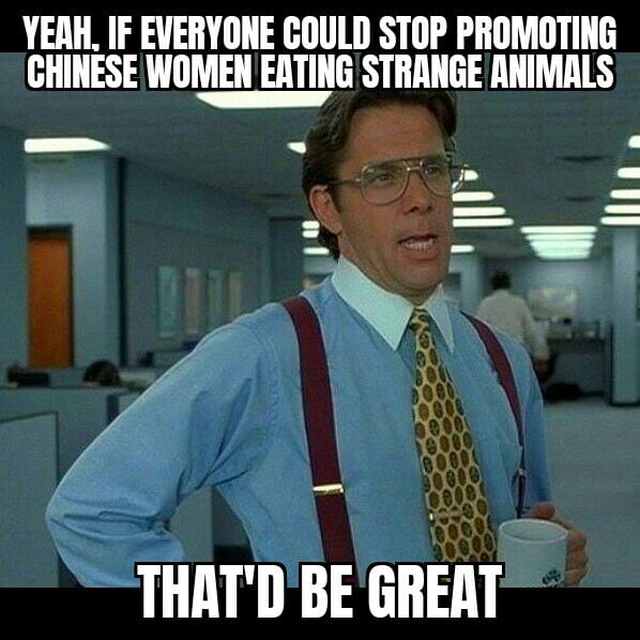 YEAH, IF EVERYONE COULD STOP PROMOTING
CHINESE WOMEN EATING STRANGE ANIMALS
THAT'D BE GREAT